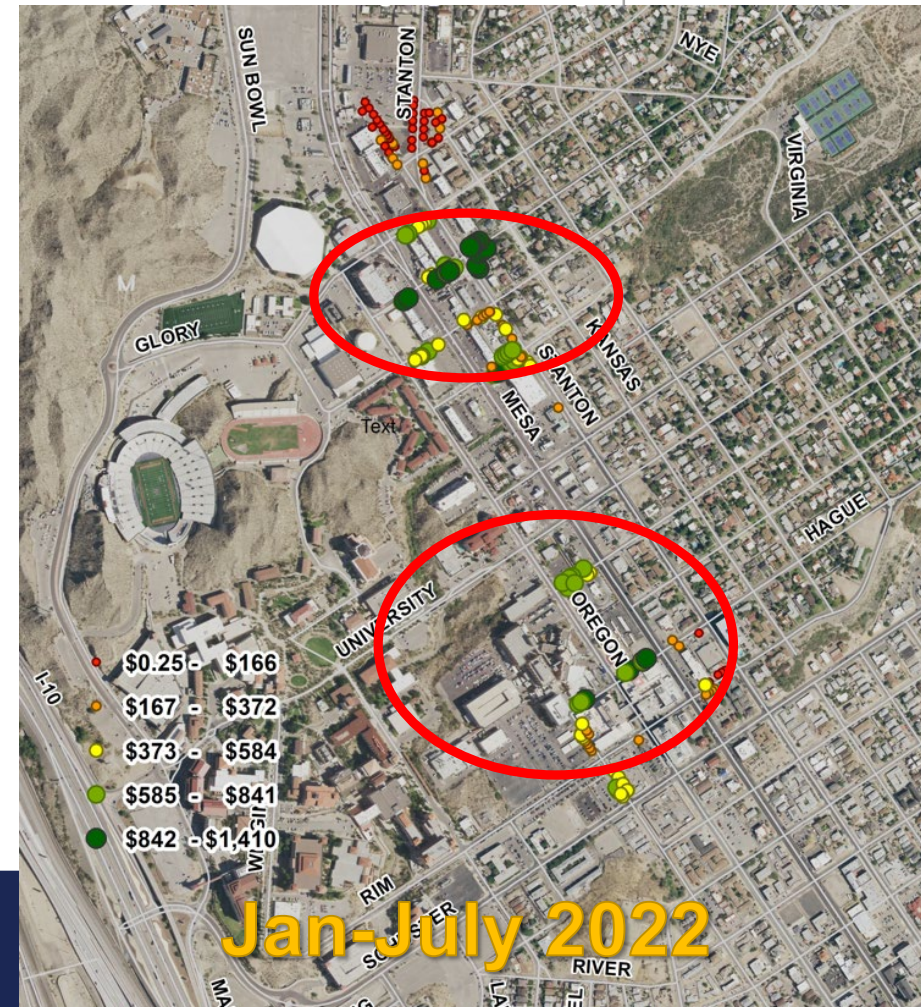 NYE
SUN BOWL
STANTON
VIRGINIA
M
GLORY
KANSAS
STANTON
MESA
Text
HAGUE
UNIVERSITY
OREGON
I-10
$0.25 - $166
$167 - $372
$373 - $584
$585 - $841
$842 - $1,410
RIM
Jan-July 2022
RIVER